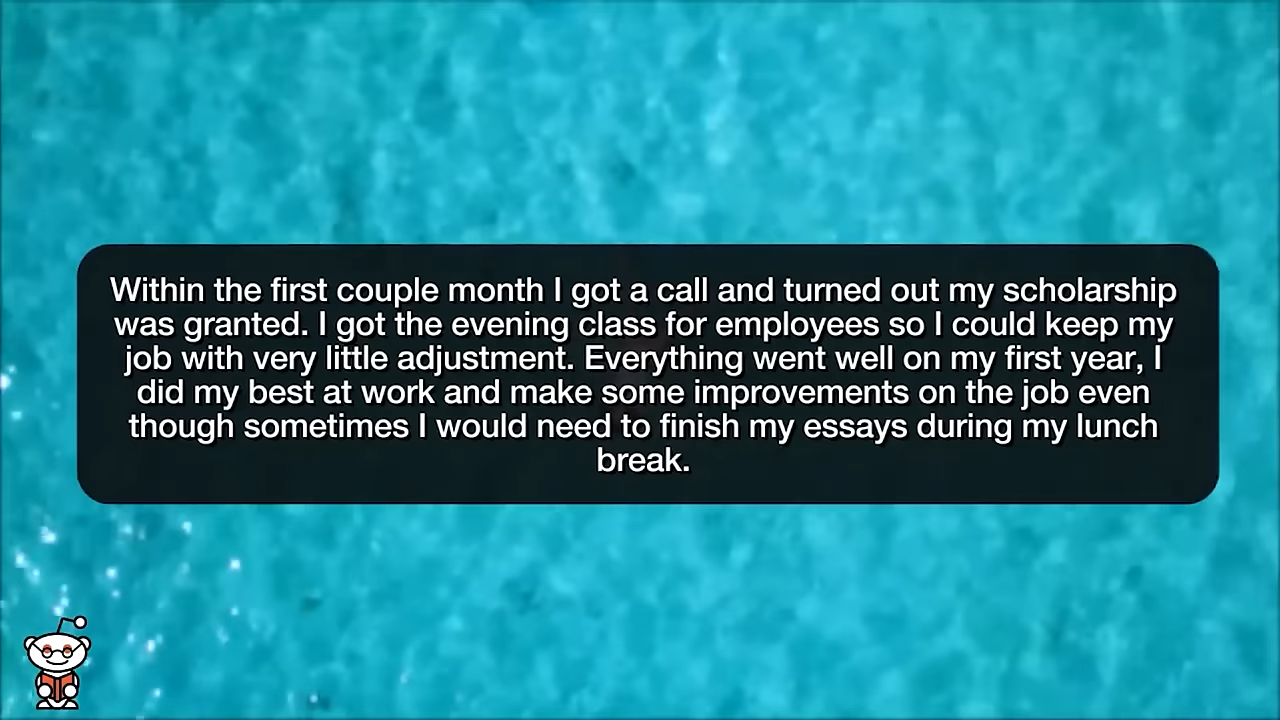 Within the first couple month I got a call and turned out my scholarship
was granted. I got the evening class for employees so I could keep my
job with very little adjustment. Everything went well on my first year, I
did my best at work and make some improvements on the job even
though sometimes I would need to finish my essays during my lunch
break.